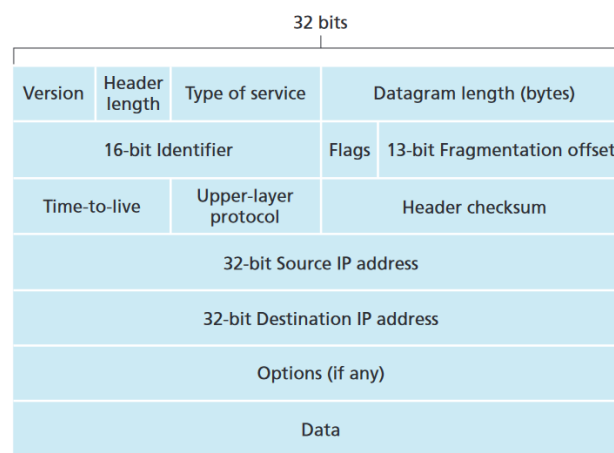 32 bits
Version
Header
length
Type of service
Datagram length (bytes)
16-bit Identifier
Flags
13-bit Fragmentation offset
Time-to-live
Upper-layer
protocol
Header checksum
32-bit Source IP address
32-bit Destination IP address
Options (if any)
Data